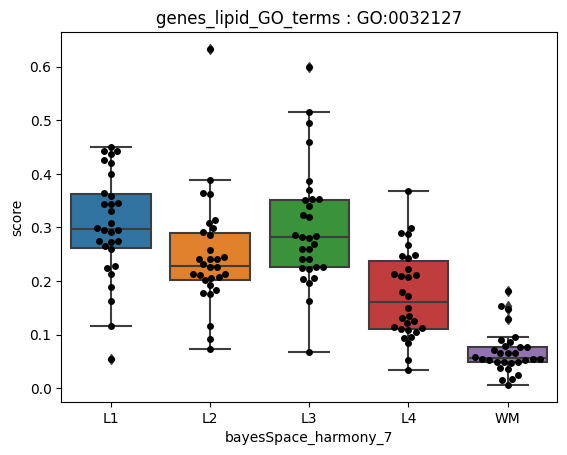 genes_lipid_GO_terms : GO:0032127
score
0.6
0.5
0.4
0.3
0.2
0.1
0.0
L1 L2 L3 L4 WM
bayesSpace_harmony_7